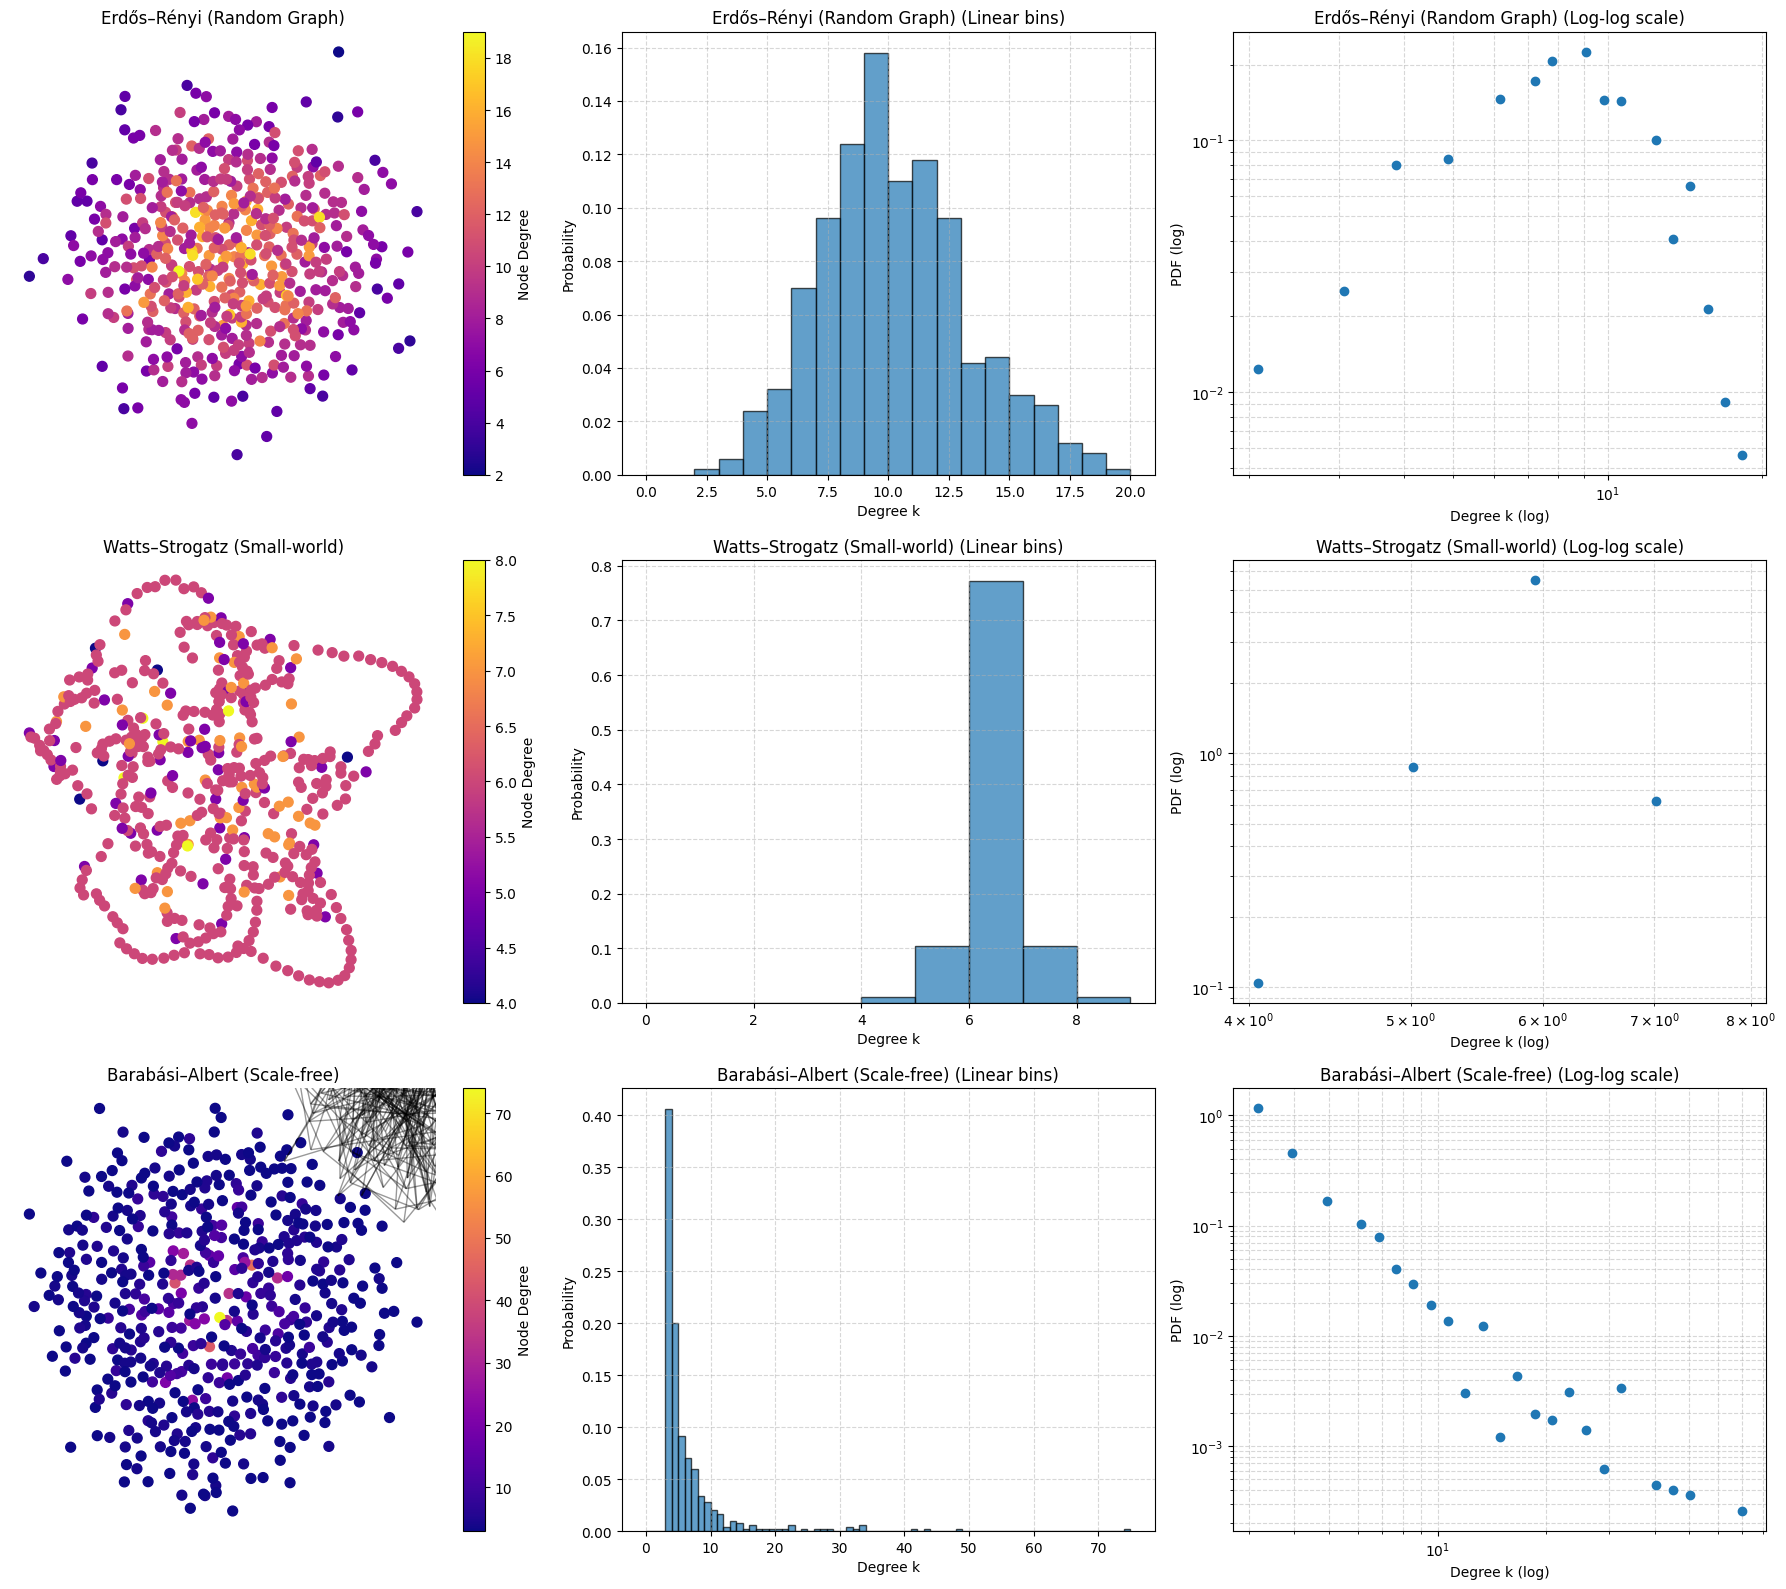 Erdős–Rényi (Random Graph)
18
16
14
12
10
8
6
4
2
Node Degree
Erdős–Rényi (Random Graph) (Linear bins)
0.16
0.14
0.12
0.10
0.08
0.06
0.04
0.02
0.00
Probability
0.0 2.5 5.0 7.5 10.0 12.5 15.0 17.5 20.0
Degree k
Erdős–Rényi (Random Graph) (Log-log scale)
10⁻¹
10⁻²
PDF (log)
10¹
Degree k (log)
Watts–Strogatz (Small-world)
8.0
7.5
7.0
6.5
6.0
5.5
5.0
4.5
4.0
Node Degree
Watts–Strogatz (Small-world) (Linear bins)
0.8
0.7
0.6
0.5
0.4
0.3
0.2
0.1
0.0
Probability
0 2 4 6 8
Degree k
Watts–Strogatz (Small-world) (Log-log scale)
10⁰
10⁻¹
PDF (log)
4 × 10⁰ 5 × 10⁰ 6 × 10⁰ 7 × 10⁰ 8 × 10⁰
Degree k (log)
Barabási–Albert (Scale-free)
70
60
50
40
30
20
10
Node Degree
Barabási–Albert (Scale-free) (Linear bins)
0.40
0.35
0.30
0.25
0.20
0.15
0.10
0.05
0.00
Probability
0 10 20 30 40 50 60 70
Degree k
Barabási–Albert (Scale-free) (Log-log scale)
10⁰
10⁻¹
10⁻²
10⁻³
PDF (log)
10¹
Degree k (log)